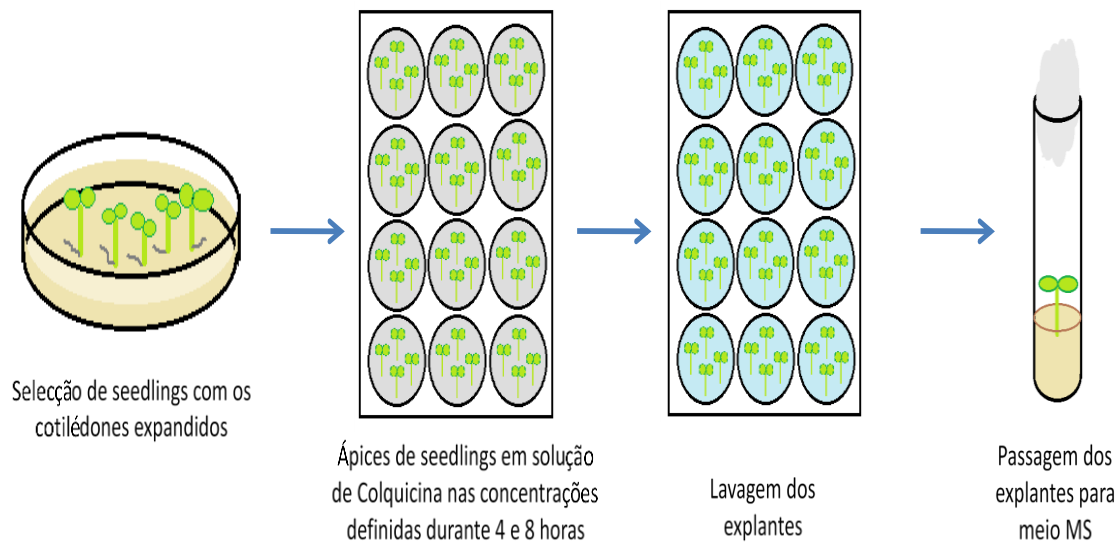 Selecção de seedlings com os
cotilédones expandidos
Ápices de seedlings em solução
de Colquicina nas concentrações
definidas durante 4 e 8 horas
Lavagem dos
explantes
Passagem dos
explantes para
meio MS